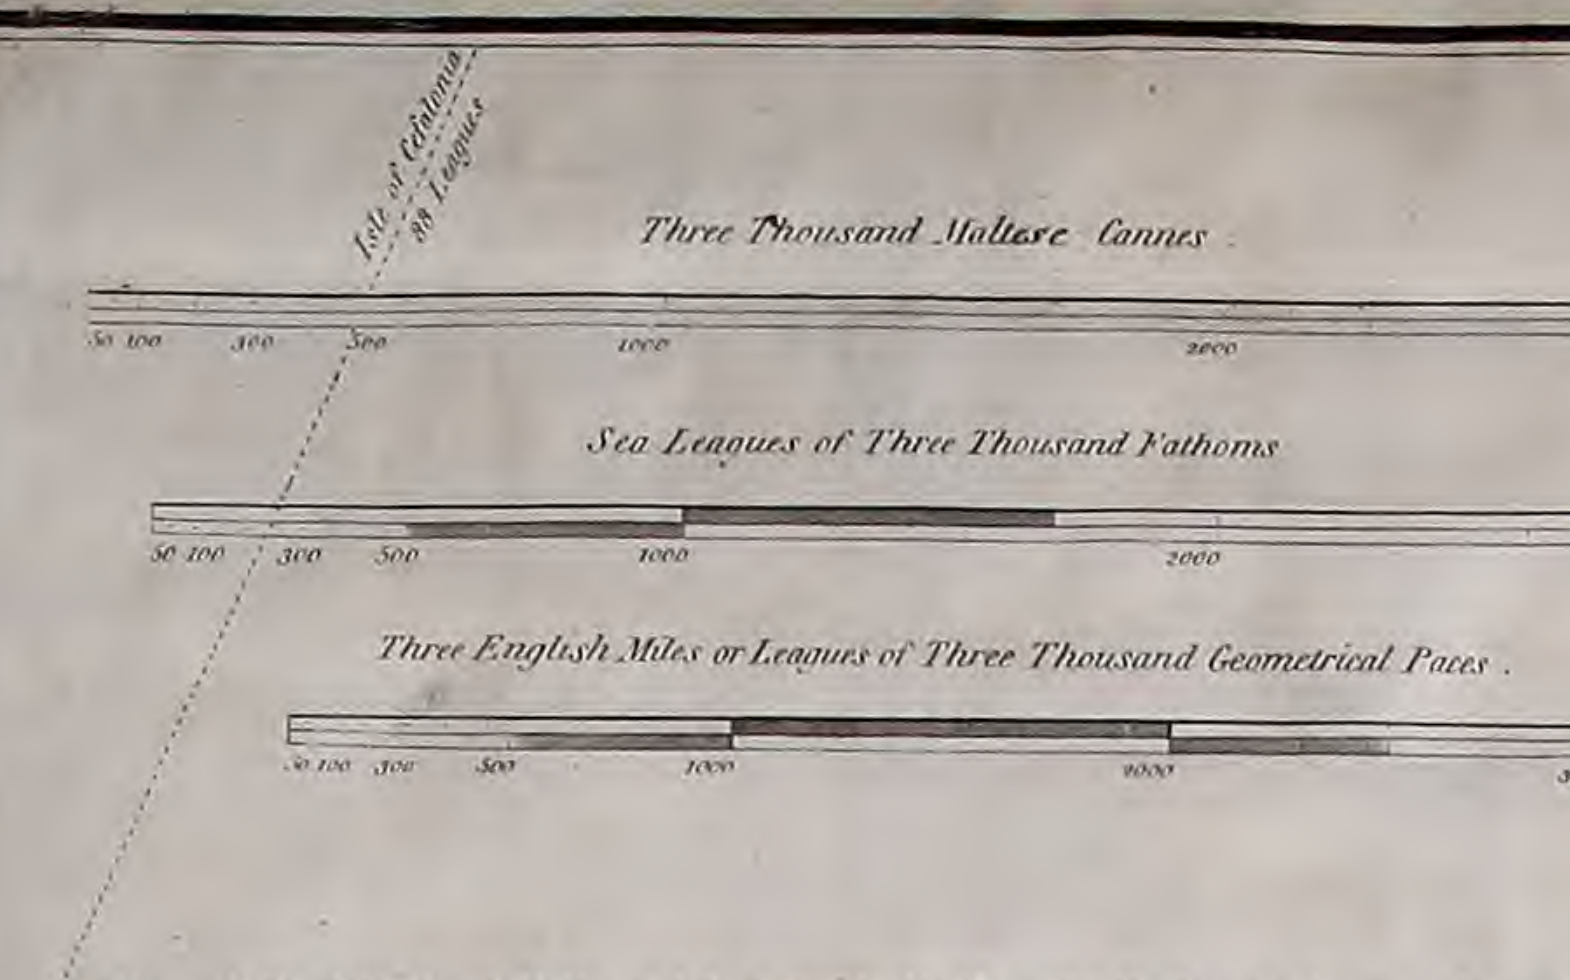 Isle of Cefalonia
88 Leagues
Three Thousand Maltese Cannes
50 100 300 500 1000 2000
Sea Leagues of Three Thousand Fathoms
50 100 300 500 1000 2000
Three English Miles or Leagues of Three Thousand Geometrical Paces .
50 100 300 500 1000 2000